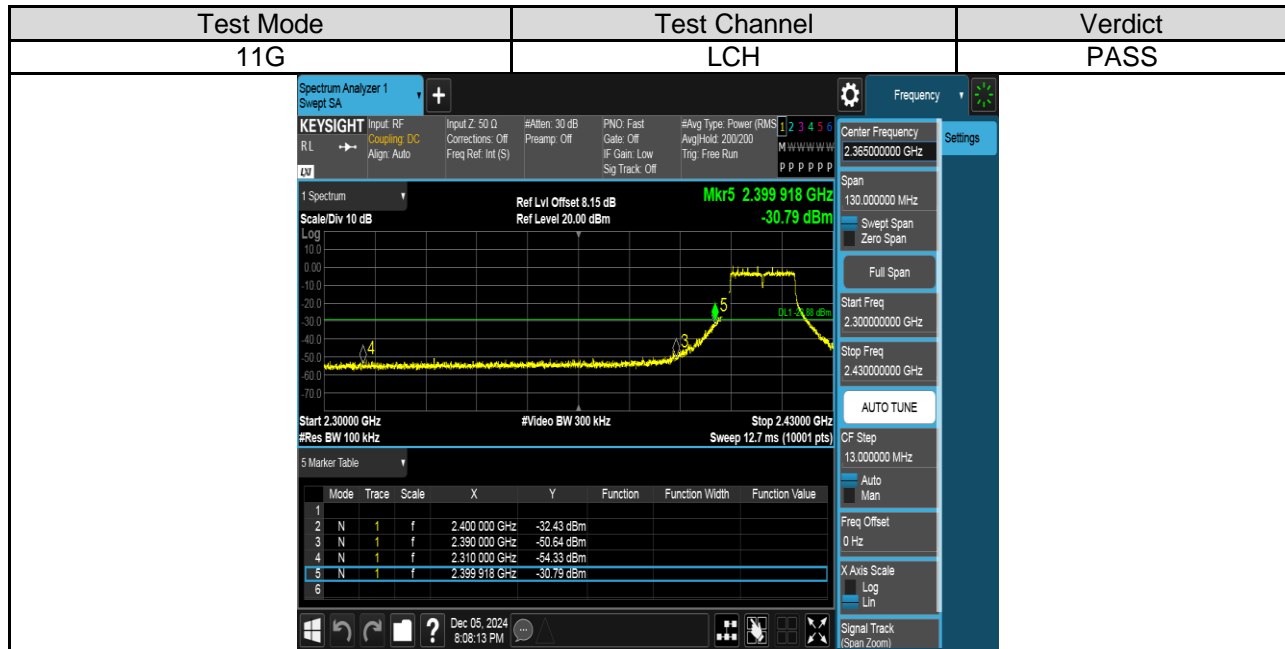 Test Mode Test Channel Verdict
11G LCH PASS
Spectrum Analyzer 1
Swept SA
+
Frequency
KEYSIGHT
RL
LXI
Input: RF
Coupling: DC
Align: Auto
Input Z: 50 Ω
Corrections: Off
Freq Ref: Int (S)
#Atten: 30 dB
Preamp: Off
PNO: Fast
Gate: Off
IF Gain: Low
Sig Track: Off
#Avg Type: Power (RMS
Avg|Hold: 200/200
Trig: Free Run
1 2 3 4 5 6
M W W W W W
P P P P P P
1 Spectrum
Scale/Div 10 dB
Ref Lvl Offset 8.15 dB
Ref Level 20.00 dBm
Mkr5 2.399 918 GHz
-30.79 dBm
Log
10.0
0.00
-10.0
-20.0
-30.0
-40.0
-50.0
-60.0
-70.0
5
3
4
Start 2.30000 GHz #Video BW 300 kHz Stop 2.43000 GHz
#Res BW 100 kHz Sweep 12.7 ms (10001 pts)
5 Marker Table
Mode Trace Scale X Y Function Function Width Function Value
1
2 N 1 f 2.400 000 GHz -32.43 dBm
3 N 1 f 2.390 000 GHz -50.64 dBm
4 N 1 f 2.310 000 GHz -54.33 dBm
5 N 1 f 2.399 918 GHz -30.79 dBm
6
?
Dec 05, 2024
8:08:13 PM
Settings
Center Frequency
2.365000000 GHz
Span
130.000000 MHz
Swept Span
Zero Span
Full Span
Start Freq
2.300000000 GHz
Stop Freq
2.430000000 GHz
AUTO TUNE
CF Step
13.000000 MHz
Auto
Man
Freq Offset
0 Hz
X Axis Scale
Log
Lin
Signal Track
(Span Zoom)